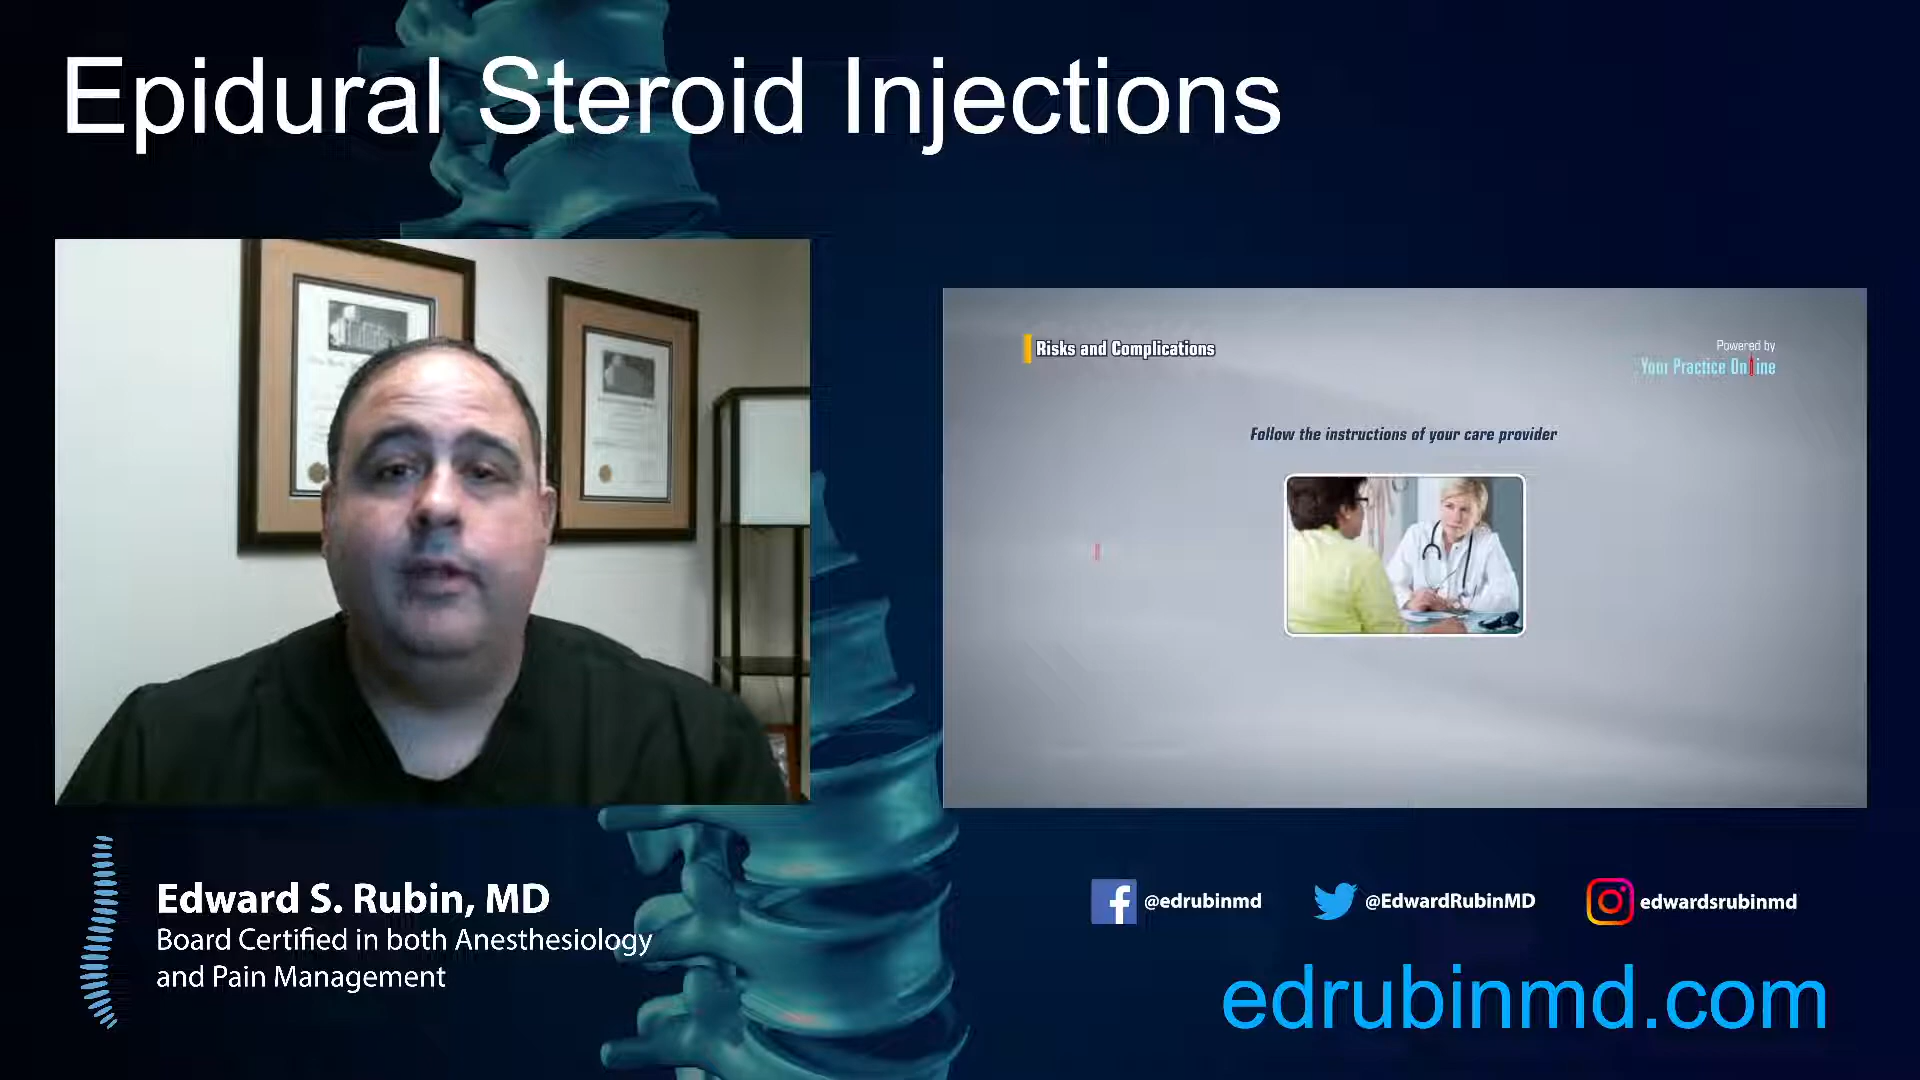 Epidural Steroid Injections
Risks and Complications
Powered by
Your Practice Online
Follow the instructions of your care provider
Edward S. Rubin, MD
Board Certified in both Anesthesiology
and Pain Management
@edrubinmd
@EdwardRubinMD
edwardsrubinmd
edrubinmd.com